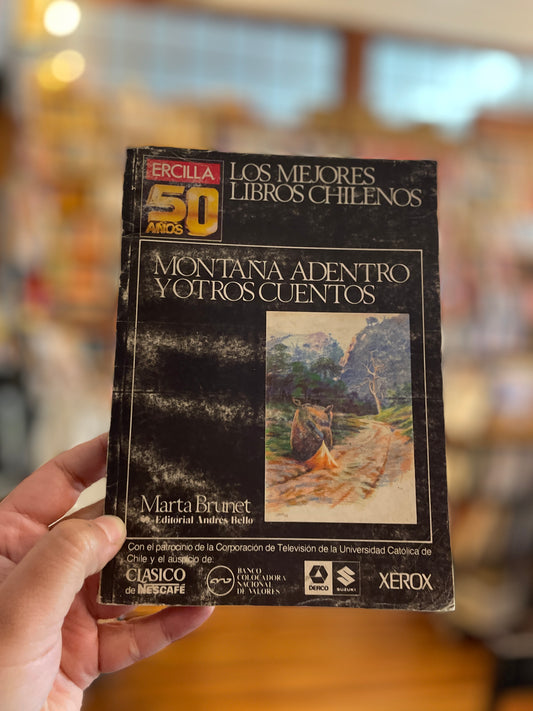 ERCILLA
50
AÑOS
LOS MEJORES
LIBROS CHILENOS
MONTAÑA ADENTRO
Y OTROS CUENTOS
Marta Brunet
Editorial Andrés Bello
Con el patrocinio de la Corporación de Televisión de la Universidad Católica de
Chile y el auspicio de:
CLASICO
de NESCAFÉ
BANCO
COLOCADORA
NACIONAL
DE VALORES
DERCO
SUZUKI
XEROX